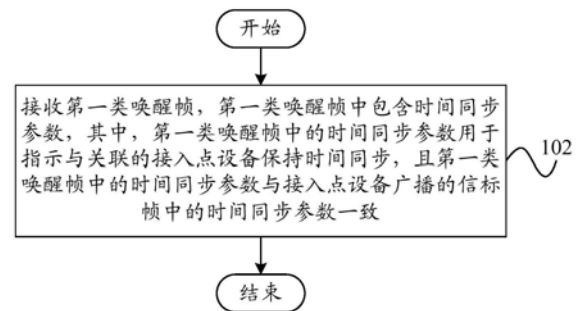 开始
接收第一类唤醒帧，第一类唤醒帧中包含时间同步
参数，其中，第一类唤醒帧中的时间同步参数用于
指示与关联的接入点设备保持时间同步，且第一类
唤醒帧中的时间同步参数与接入点设备广播的信标
帧中的时间同步参数一致
102
结束